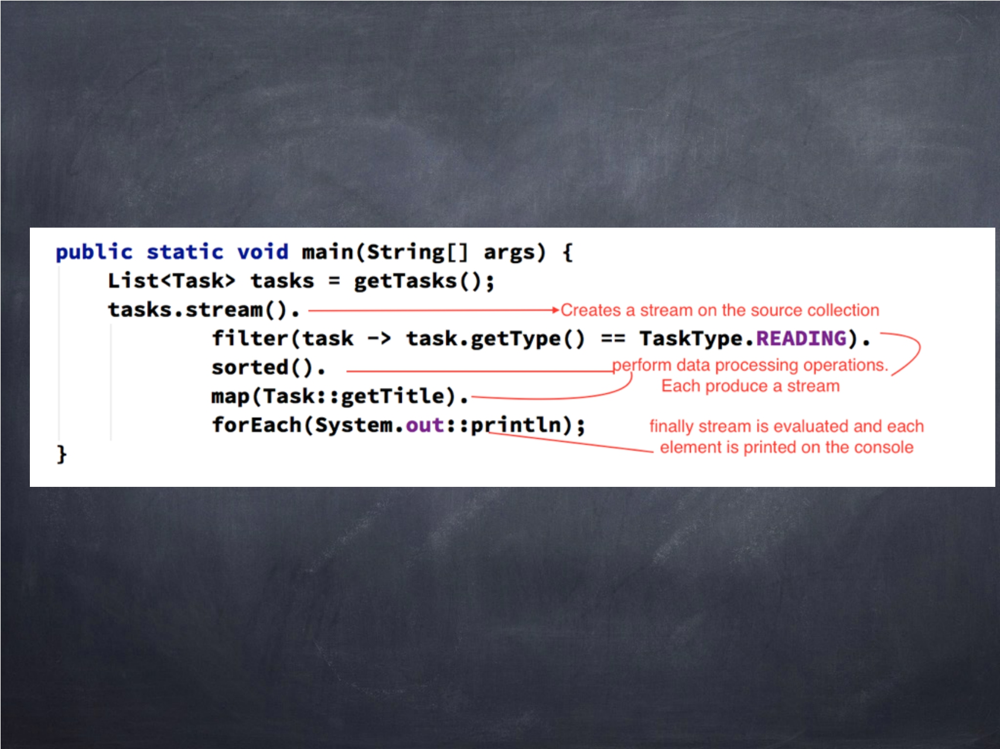 public static void main(String[] args) {
List<Task> tasks = getTasks();
tasks.stream().
Creates a stream on the source collection
filter(task -> task.getType() == TaskType.READING).
sorted().
perform data processing operations.
Each produce a stream
map(Task::getTitle).
forEach(System.out::println);
finally stream is evaluated and each
element is printed on the console
}